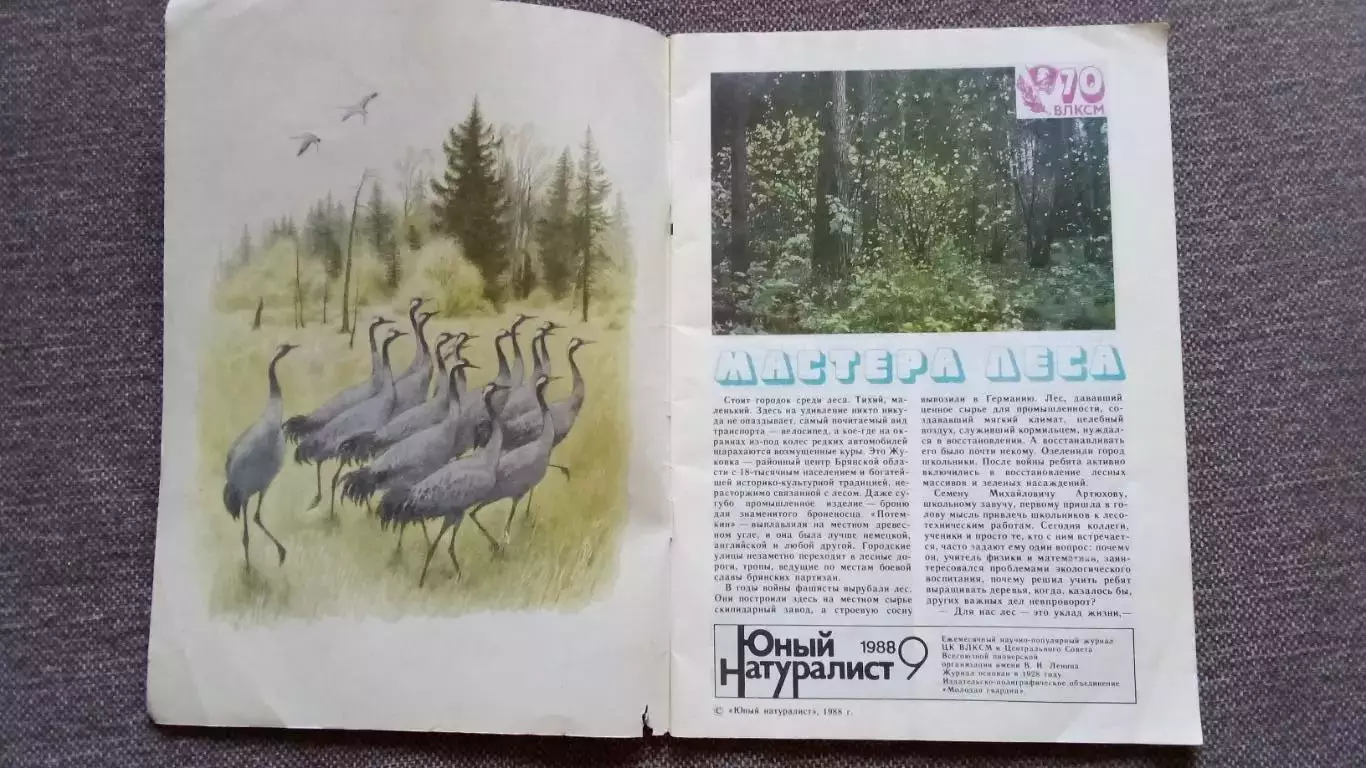 70
ВЛКСМ
МАСТЕРА ЛЕСА
Стоит городок среди леса. Тихий, ма-
ленький. Здесь на удивление никто нику-
да не опаздывает, самый почитаемый вид
транспорта — велосипед, а кое-где на ок-
раинах из-под колес редких автомобилей
шарахаются возмущенные куры. Это Жу-
ковка — районный центр Брянской обла-
сти с 18-тысячным населением и богатей-
шей историко-культурной традицией, не-
расторжимо связанной с лесом. Даже су-
губо промышленное изделие — броню
для знаменитого броненосца «Потем-
кин» — выплавляли на местном древес-
ном угле, и она была лучше немецкой,
английской и любой другой. Городские
улицы незаметно переходят в лесные до-
роги, тропы, ведущие по местам боевой
славы брянских партизан.
В годы войны фашисты вырубали лес.
Они построили здесь на местном сырье
скипидарный завод, а строевую сосну
вывозили в Германию. Лес, дававший
ценное сырье для промышленности, со-
здававший мягкий климат, целебный
воздух, служивший кормильцем, нуждал-
ся в восстановлении. А восстанавливать
его было почти некому. Озеленили город
школьники. После войны ребята активно
включились в восстановление лесных
массивов и зеленых насаждений.
Семену Михайловичу Артюхову,
школьному завучу, первому пришла в го-
лову мысль привлечь школьников к лесо-
техническим работам. Сегодня коллеги,
ученики и просто те, кто с ним встречает-
ся, часто задают ему один вопрос: почему
он, учитель физики и математики, заин-
тересовался проблемами экологического
воспитания, почему решил учить ребят
выращивать деревья, когда, казалось бы,
других важных дел невпроворот?
— Для нас лес — это уклад жизни,—
Юный
Натуралист
1988
9
Ежемесячный научно-популярный журнал
ЦК ВЛКСМ и Центрального Совета
Всесоюзной пионерской
организации имени В. И. Ленина
Журнал основан в 1928 году
Издательско-полиграфическое объединение
«Молодая гвардия»
© «Юный натуралист», 1988 г.